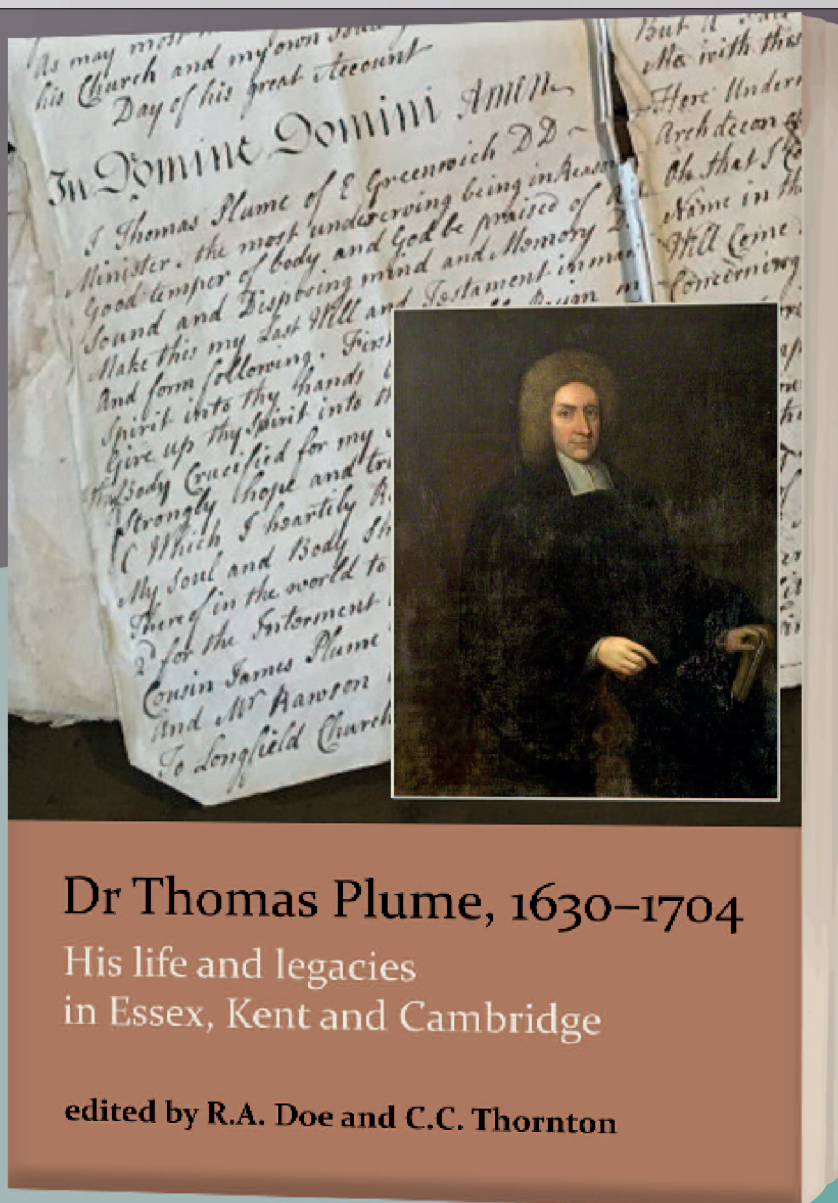 As may most
his Church and my own
Day of his great Account
In Domine Domini Amen
I Thomas Plume of E Greenwich DD
Minister, the most undeserving being in
Good temper of body and God be praised of
Sound and Disposing mind and Memory
Make this my Last Will and Testament in
And form following. First
Spirit into thy hands
Give up thy Spirit into
Body Crucified for my
Strongly hope and
(Which I heartily
My Soul and Body
There of in the world to
for the Interment
Cousin James Plume
And Mr Rawson
To Longfield Church
But
Me with this
Here Under
Archdecon
Oh that I
Name in
Will Come
Concerning
Dr Thomas Plume, 1630–1704
His life and legacies
in Essex, Kent and Cambridge
edited by R.A. Doe and C.C. Thornton